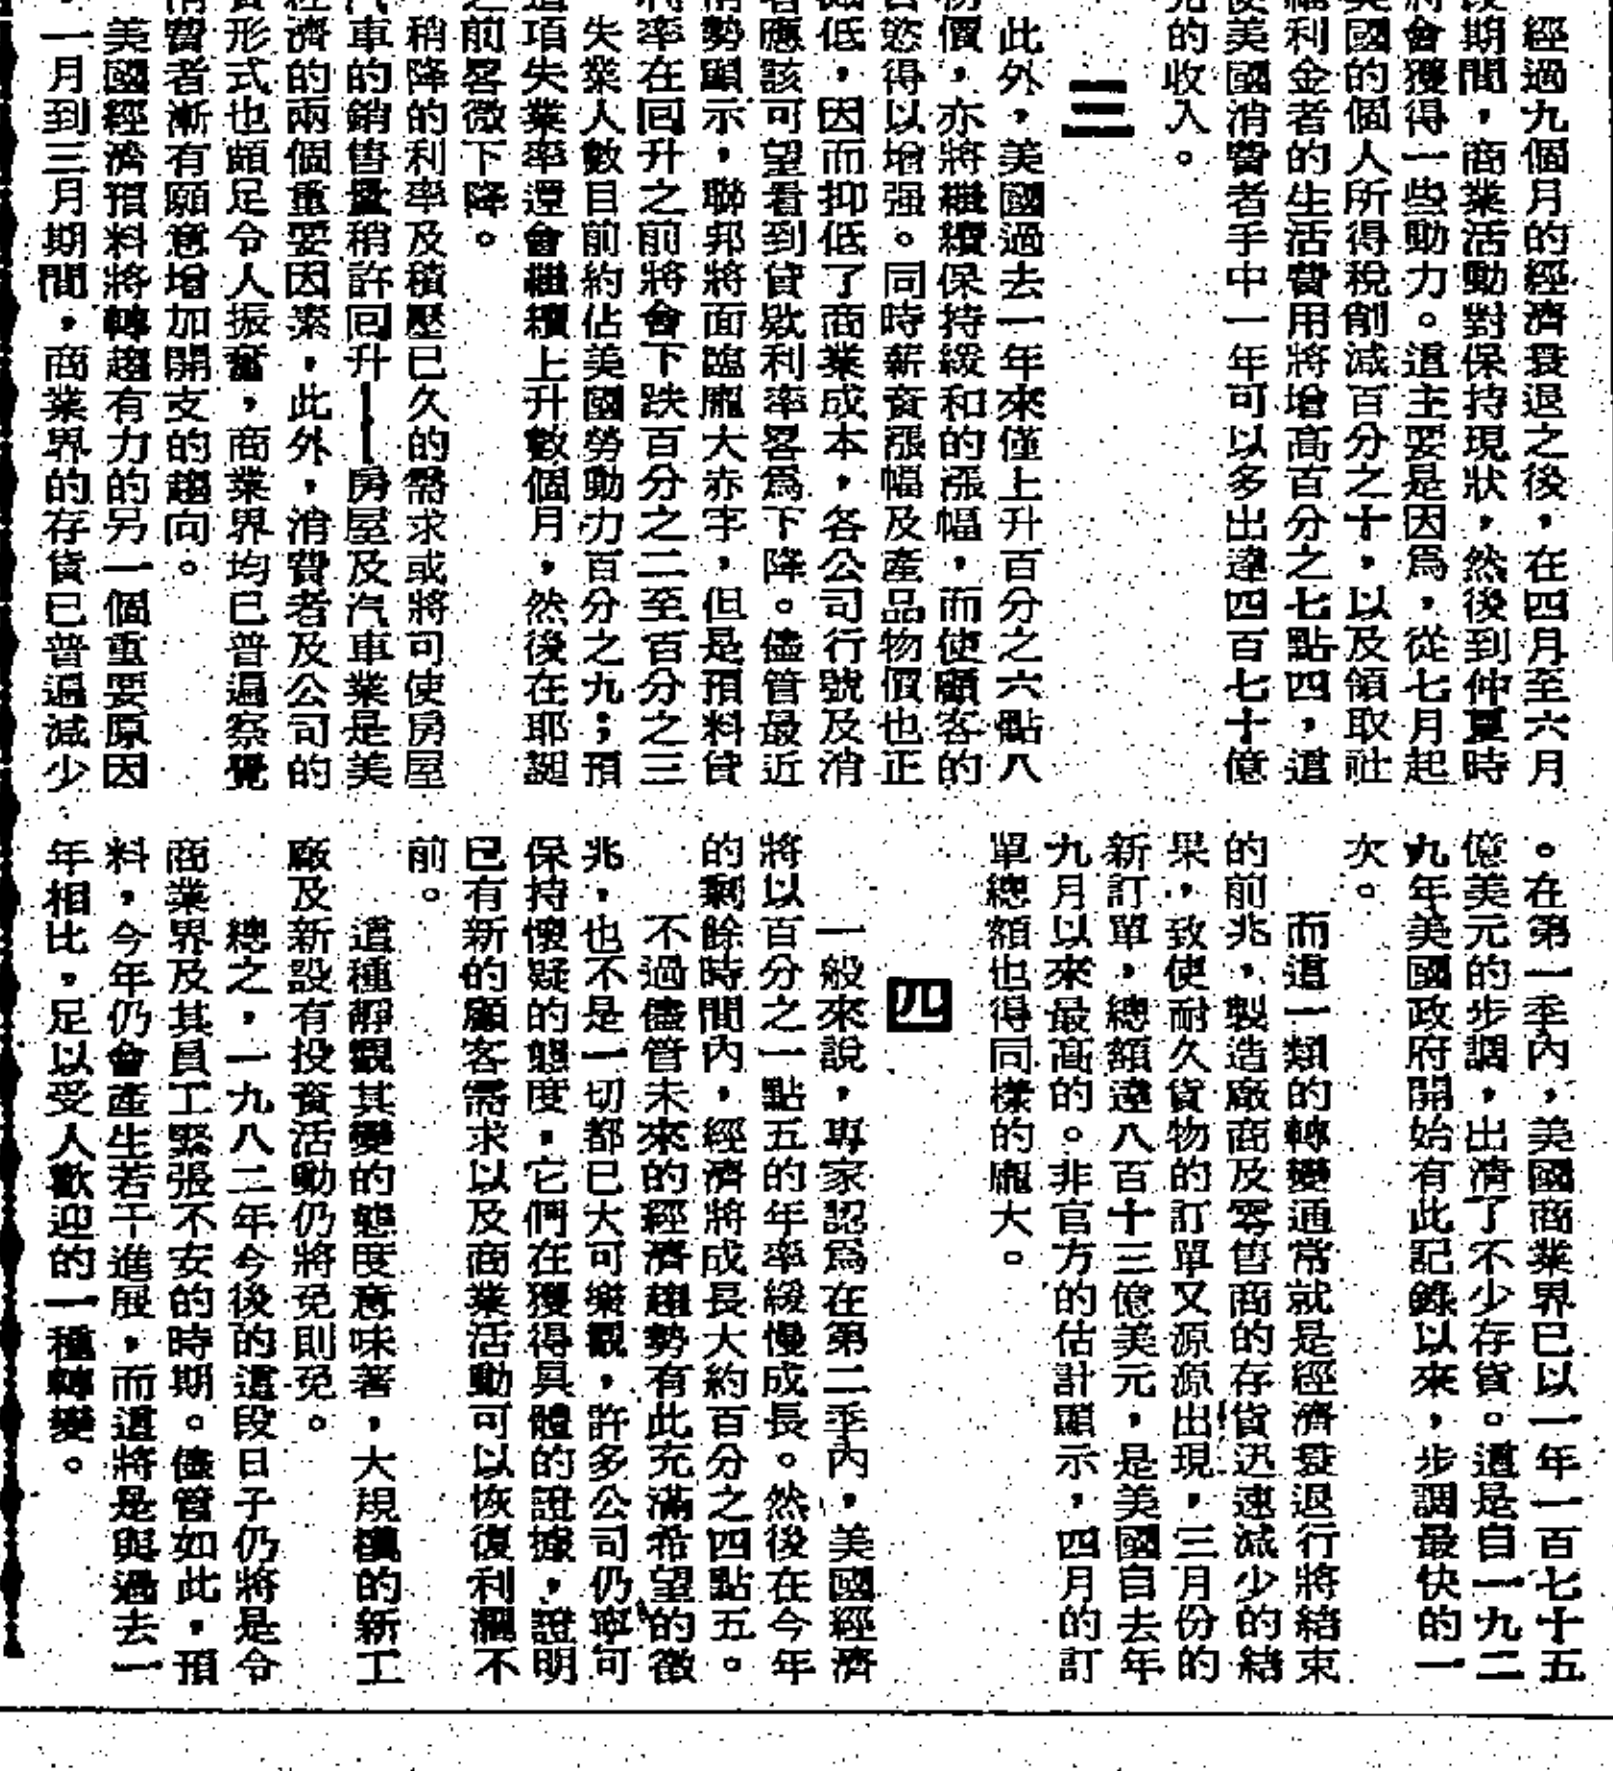 經過九個月的經濟衰退之後，在四月至六月
期間，商業活動對保持現狀，然後到仲夏時
會獲得一些動力。這主要是因爲，從七月起
美國的個人所得稅削減百分之十，以及領取社
福利金者的生活費用將增高百分之七點四，這
使美國消費者手中一年可以多出達四百七十億
元的收入。
三
此外，美國過去一年來僅上升百分之六點八
物價，亦將繼續保持緩和的漲幅，而使顧客的
慾得以增强。同時薪資漲幅及產品物價也正
低，因而抑低了商業成本，各公司行號及消
者應該可望看到貸款利率畧爲下降。儘管最近
情勢顯示，聯邦將面臨龐大赤字，但是預料貸
利率在回升之前將會下跌百分之二至百分之三
失業人數目前約佔美國勞動力百分之九；預
這項失業率還會繼續上升數個月，然後在耶誕
之前畧微下降。
稍降的利率及積壓已久的需求或將可使房屋
汽車的銷售量稍許回升——房屋及汽車業是美
經濟的兩個重要因素，此外，消費者及公司的
形式也頗足令人振奮，商業界均已普遍察覺
消費者漸有願意增加開支的趨向。
美國經濟預料將轉趨有力的另一個重要原因
一月到三月期間，商業界的存貨已普遍減少
。在第一季內，美國商業界已以一年一百七十五
億美元的步調，出清了不少存貨。這是自一九二
九年美國政府開始有此記錄以來，步調最快的一
次。
而這一類的轉變通常就是經濟衰退行將結束
的前兆，製造廠商及零售商的存貨迅速減少的結
果，致使耐久貨物的訂單又源源出現，三月份的
新訂單，總額達八百十三億美元，是美國自去年
九月以來最高的。非官方的估計顯示，四月的訂
單總額也得同樣的龐大。
四
一般來說，專家認爲在第二季內，美國經濟
將以百分之一點五的年率緩慢成長。然後在今年
的剩餘時間內，經濟將成長大約百分之四點五。
不過儘管未來的經濟趨勢有此充滿希望的徵
兆，也不是一切都已大可樂觀，許多公司仍寧可
保持懷疑的態度，它們在獲得具體的證據，證明
已有新的顧客需求以及商業活動可以恢復利潤不
前。
這種靜觀其變的態度意味著，大規模的新工
廠及新設有投資活動仍將免則免。
總之，一九八二年今後的這段日子仍將是令
商業界及其員工緊張不安的時期。儘管如此，預
料，今年仍會產生若干進展，而這將是與過去一
年相比，足以受人歡迎的一種轉變。